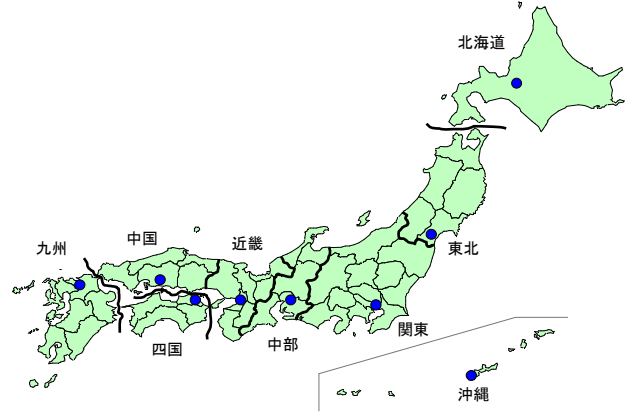 北海道
東北
関東
中部
近畿
中国
四国
九州
沖縄